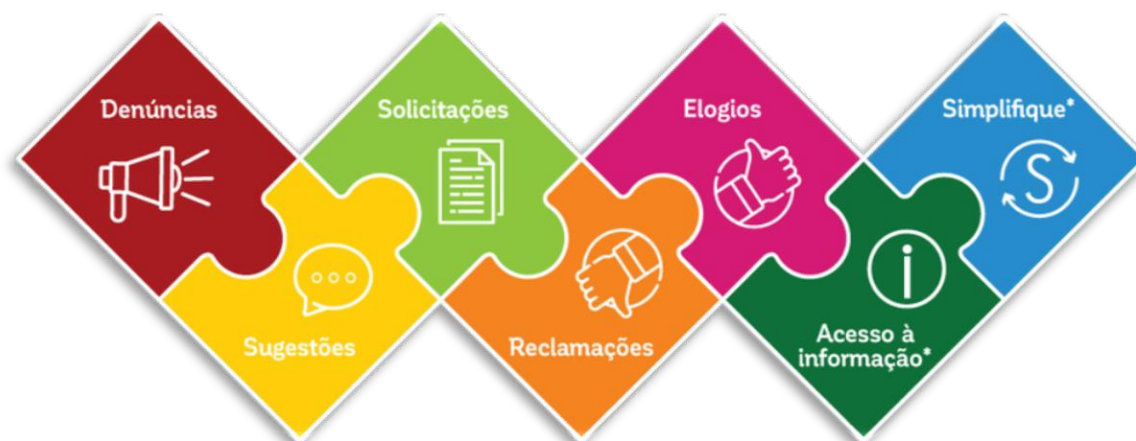 Denúncias
Solicitações
Elogios
Simplifique*
S
Sugestões
Reclamações
i
Acesso à
informação*